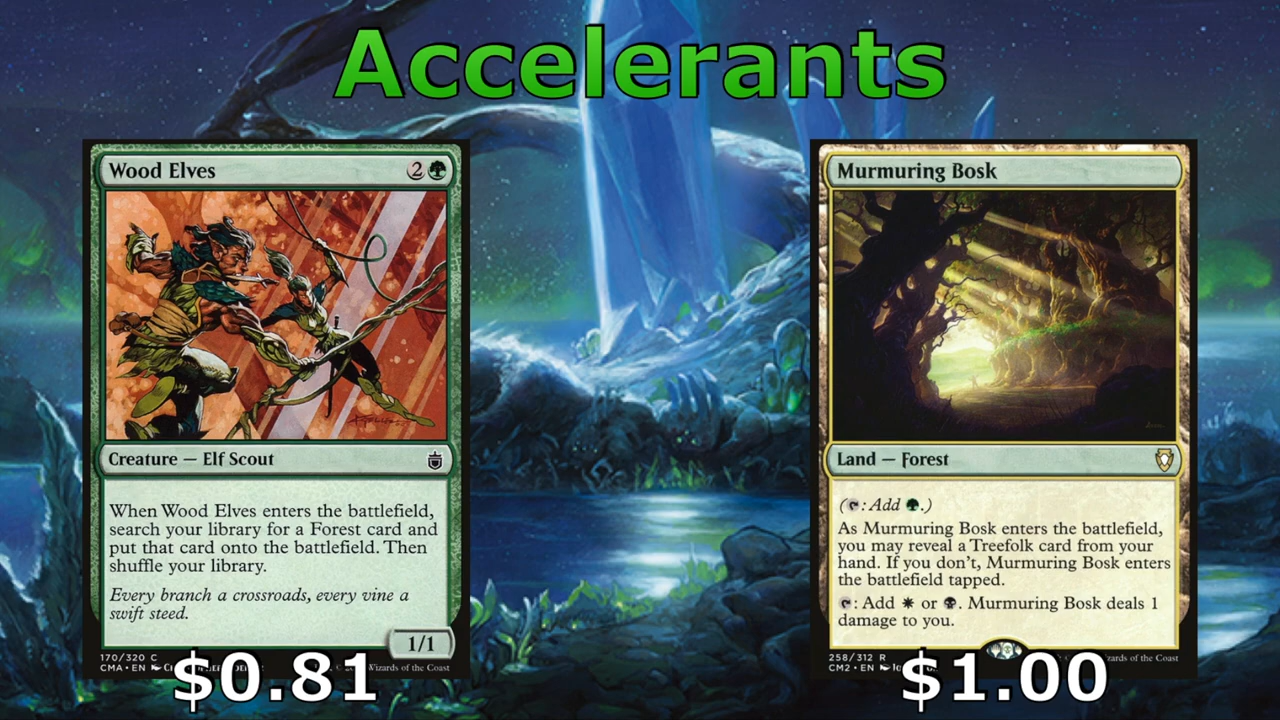 Accelerants
Wood Elves
2
Creature — Elf Scout
When Wood Elves enters the battlefield,
search your library for a Forest card and
put that card onto the battlefield. Then
shuffle your library.
Every branch a crossroads, every vine a
swift steed.
1/1
170/320 C
CMA • EN
Wizards of the Coast
$0.81
Murmuring Bosk
Land — Forest
( : Add .)
As Murmuring Bosk enters the battlefield,
you may reveal a Treefolk card from your
hand. If you don't, Murmuring Bosk enters
the battlefield tapped.
: Add or . Murmuring Bosk deals 1
damage to you.
258/312 R
CM2 • EN
Wizards of the Coast
$1.00